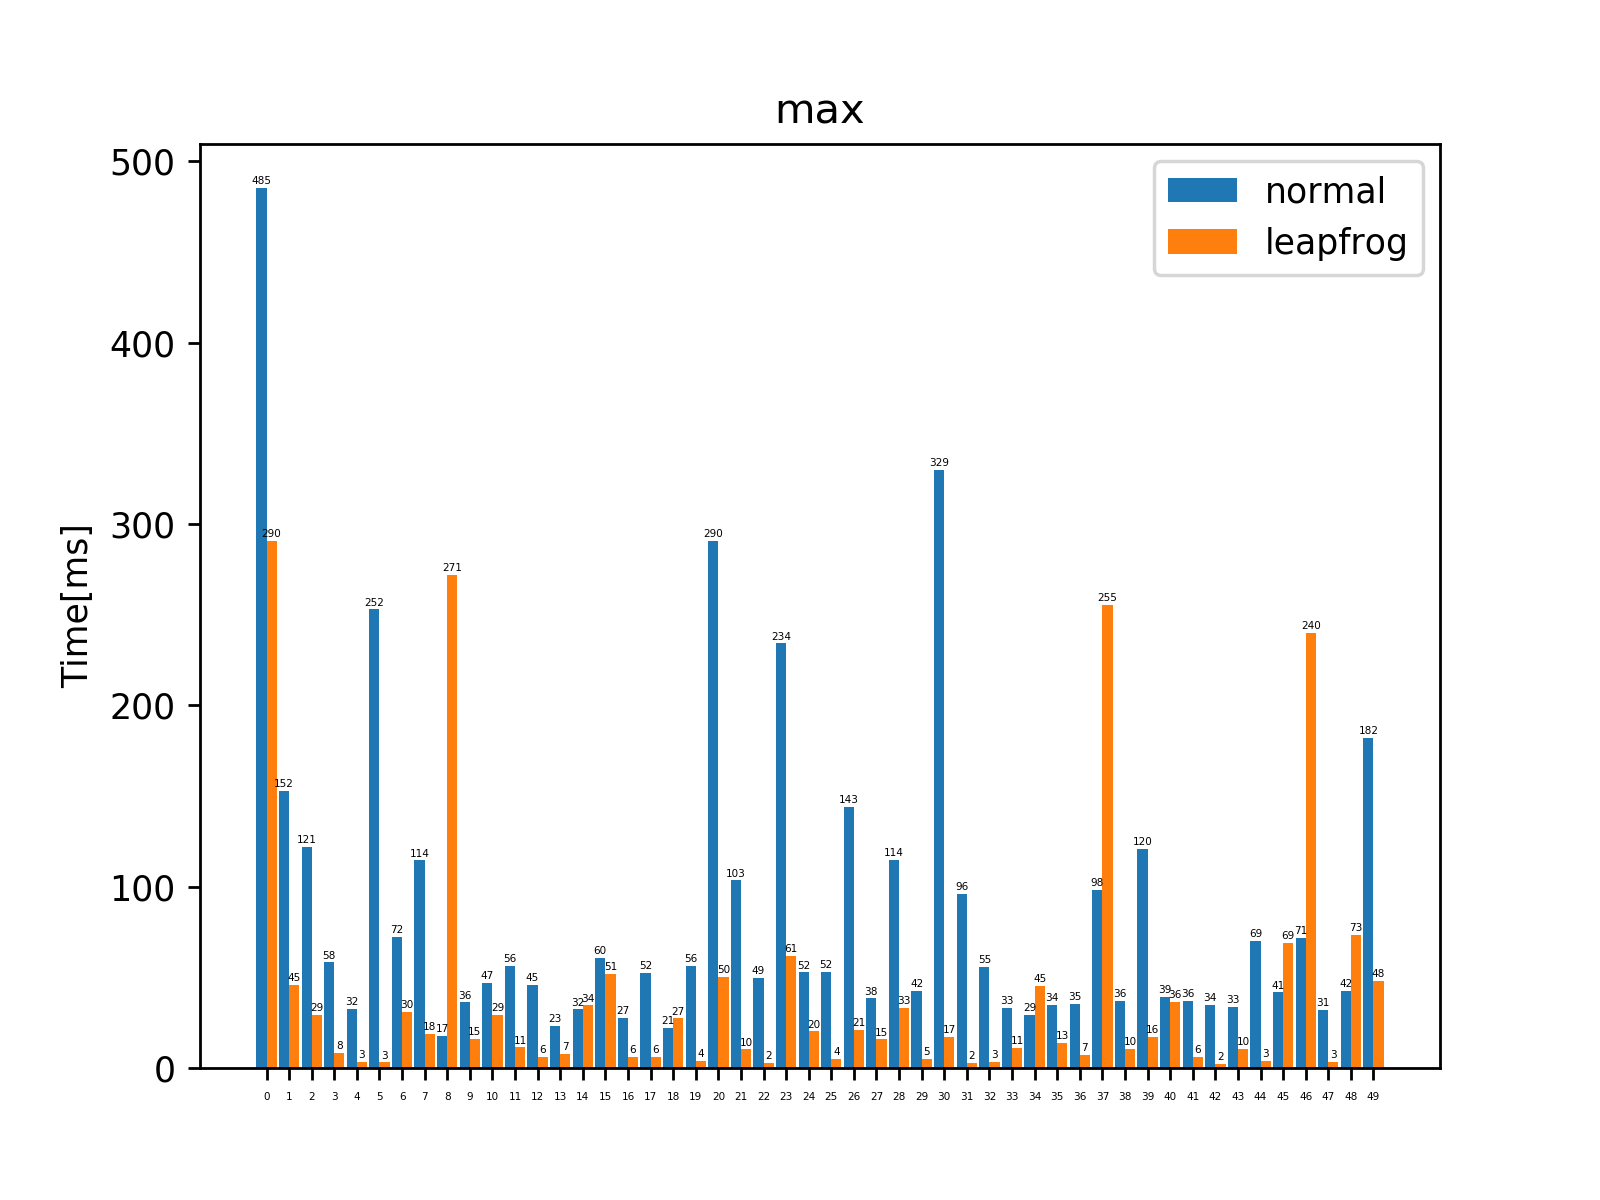 max
500
400
300
200
100
0
Time[ms]
normal
leapfrog
485 152 121 58 32 252 72 114 17 36 47 56 45 23 32 60 27 52 21 56 290 103 49 234 52 52 143 38 114 42 329 96 55 33 29 34 35 98 36 120 39 36 34 33 69 41 71 31 42 182
290 45 29 8 3 3 30 18 271 15 29 11 6 7 34 51 6 6 27 4 50 10 2 61 20 4 21 15 33 5 17 2 3 11 45 13 7 255 10 16 36 6 2 10 3 69 240 3 73 48
0 1 2 3 4 5 6 7 8 9 10 11 12 13 14 15 16 17 18 19 20 21 22 23 24 25 26 27 28 29 30 31 32 33 34 35 36 37 38 39 40 41 42 43 44 45 46 47 48 49